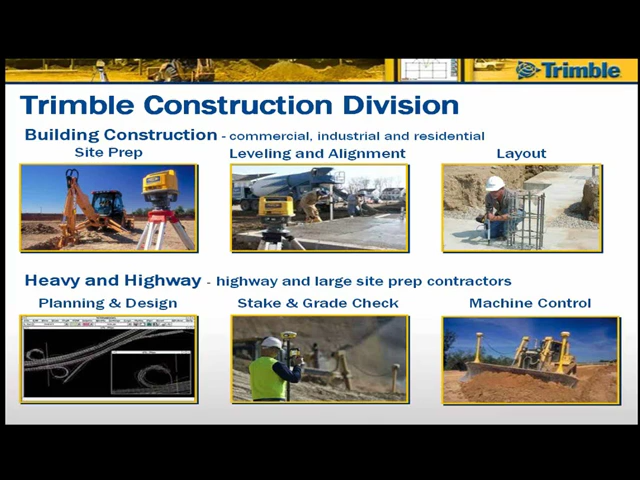 Trimble
Trimble Construction Division
Building Construction - commercial, industrial and residential
Site Prep
Leveling and Alignment
Layout
Heavy and Highway - highway and large site prep contractors
Planning & Design
Stake & Grade Check
Machine Control